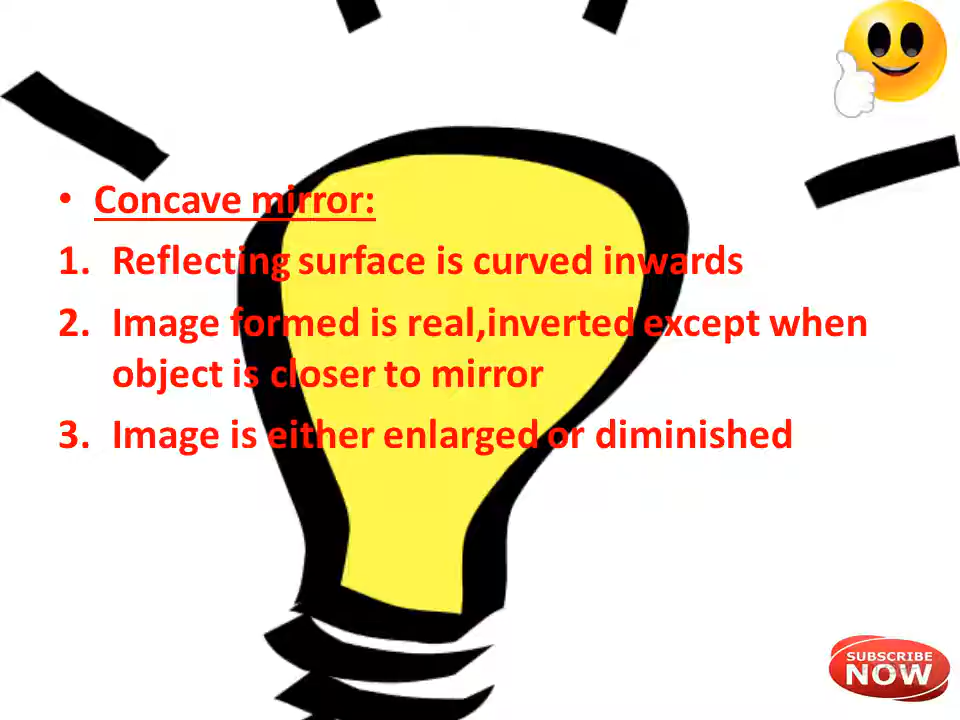 • Concave mirror:
1. Reflecting surface is curved inwards
2. Image formed is real,inverted except when
object is closer to mirror
3. Image is either enlarged or diminished
SUBSCRIBE
NOW